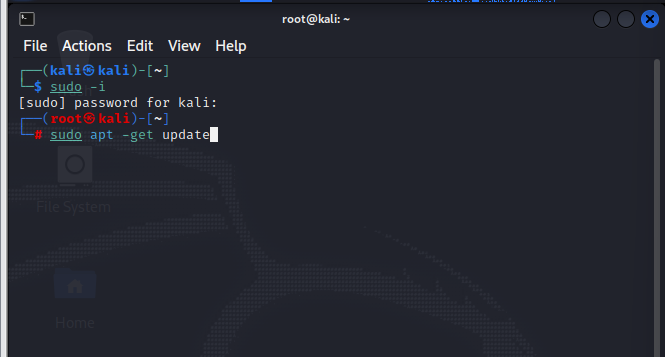 root@kali: ~
File Actions Edit View Help
┌──(kali㉿kali)-[~]
└─$ sudo -i
[sudo] password for kali:
┌──(root㉿kali)-[~]
└─# sudo apt -get update
File System
Home